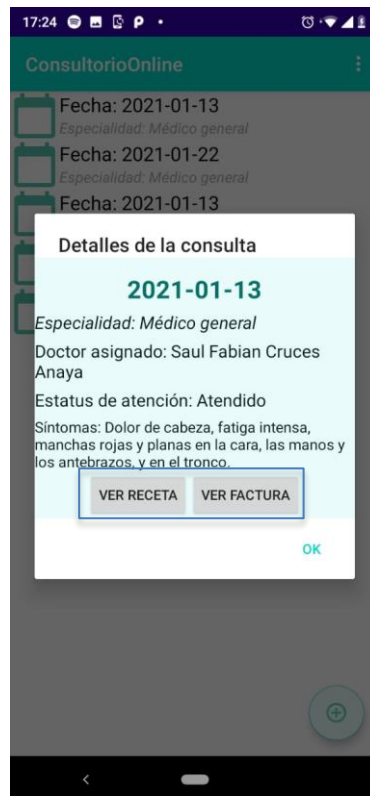 17:24
ConsultorioOnline
Fecha: 2021-01-13
Especialidad: Médico general
Fecha: 2021-01-22
Especialidad: Médico general
Fecha: 2021-01-13
Detalles de la consulta
2021-01-13
Especialidad: Médico general
Doctor asignado: Saul Fabian Cruces
Anaya
Estatus de atención: Atendido
Síntomas: Dolor de cabeza, fatiga intensa,
manchas rojas y planas en la cara, las manos y
los antebrazos, y en el tronco.
VER RECETA VER FACTURA
OK